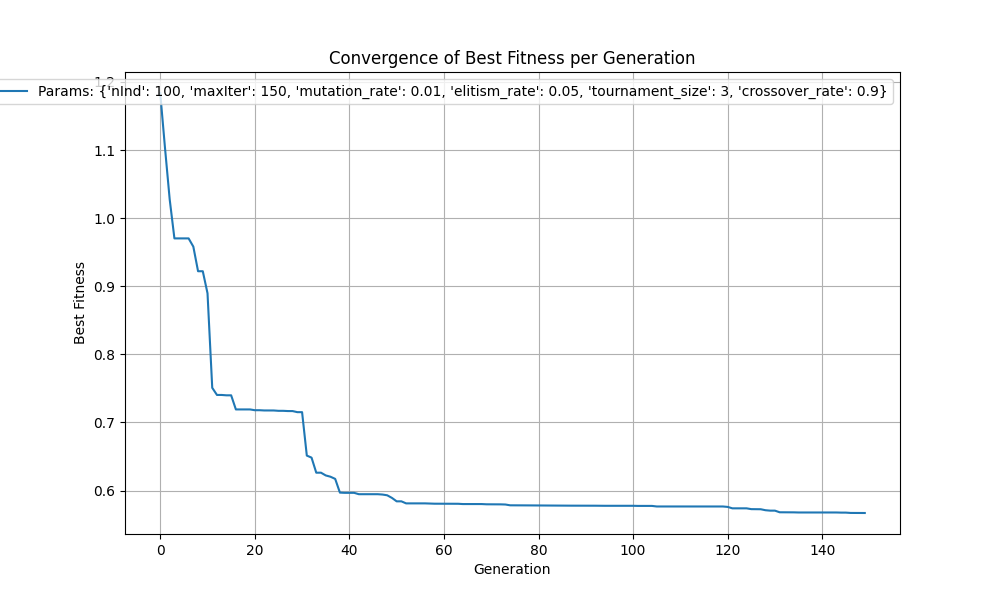 Convergence of Best Fitness per Generation
Params: {'nInd': 100, 'maxIter': 150, 'mutation_rate': 0.01, 'elitism_rate': 0.05, 'tournament_size': 3, 'crossover_rate': 0.9}
1.2
1.1
1.0
0.9
0.8
0.7
0.6
Best Fitness
0 20 40 60 80 100 120 140
Generation